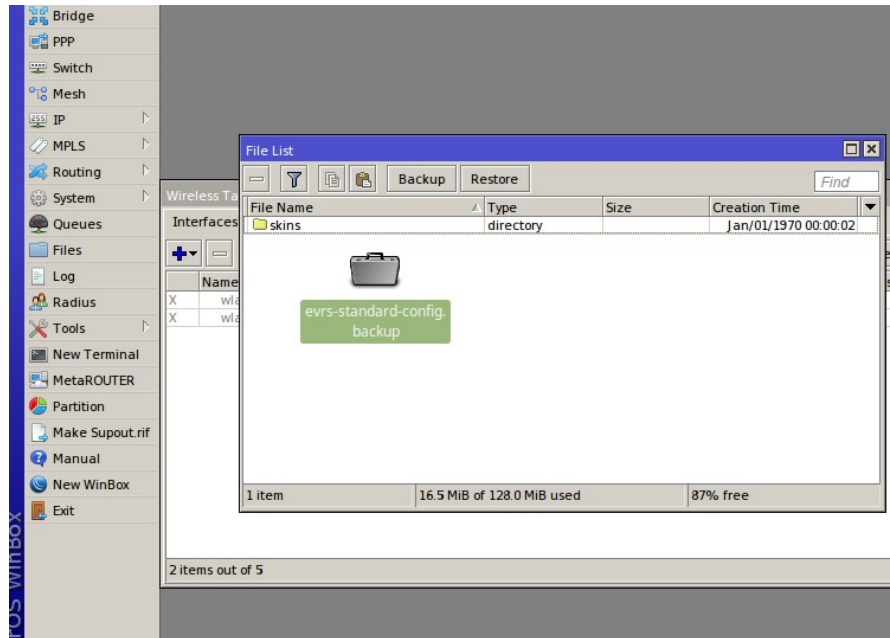 Bridge
PPP
Switch
Mesh
IP
MPLS
Routing
System
Queues
Files
Log
Radius
Tools
New Terminal
MetaROUTER
Partition
Make Supout.rif
Manual
New WinBox
Exit
WinBox
Wireless Ta
Interfaces
Name
X wla
X wla
2 items out of 5
File List
Backup Restore Find
File Name Type Size Creation Time
skins directory Jan/01/1970 00:00:02
evrs-standard-config.
backup
1 item 16.5 MiB of 128.0 MiB used 87% free